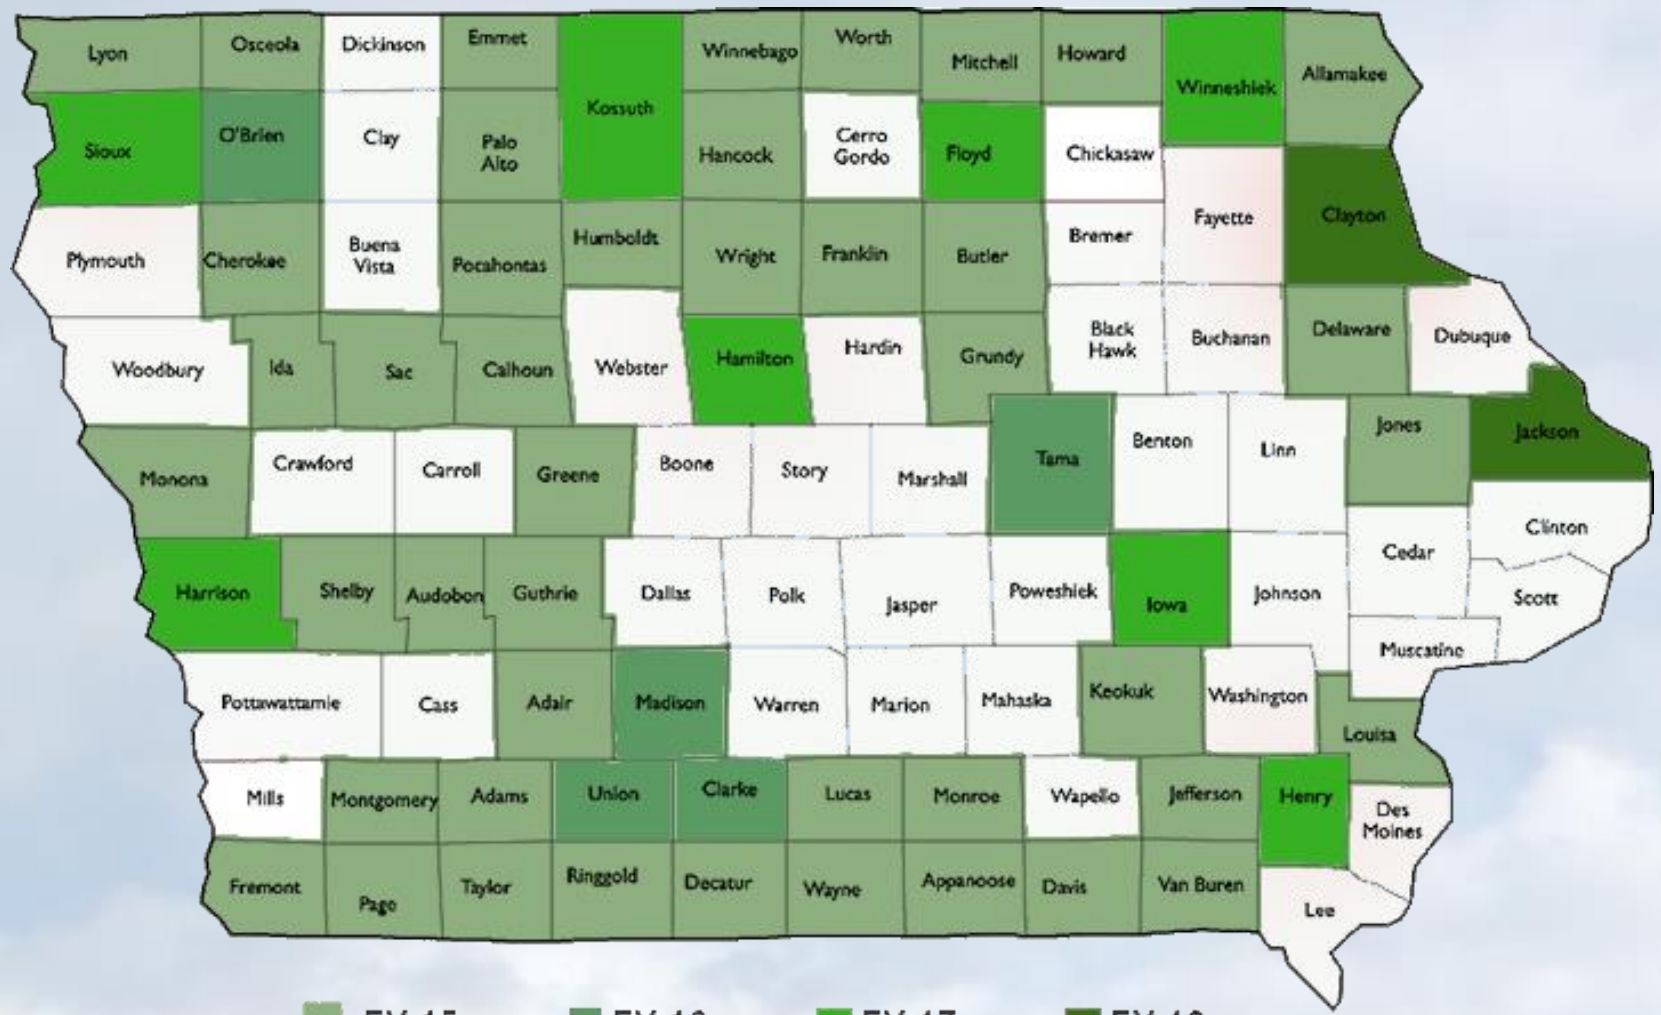 Lyon
Osceola
Dickinson
Emmet
Kossuth
Winnebago
Worth
Mitchell
Howard
Winneshiek
Allamakee
Sioux
O'Brien
Clay
Palo
Alto
Hancock
Cerro
Gordo
Floyd
Chickasaw
Fayette
Clayton
Plymouth
Cherokee
Buena
Vista
Pocahontas
Humboldt
Wright
Franklin
Butler
Bremer
Woodbury
Ida
Sac
Calhoun
Webster
Hamilton
Hardin
Grundy
Black
Hawk
Buchanan
Delaware
Dubuque
Monona
Crawford
Carroll
Greene
Boone
Story
Marshall
Tama
Benton
Linn
Jones
Jackson
Clinton
Harrison
Shelby
Audobon
Guthrie
Dallas
Polk
Jasper
Poweshiek
Iowa
Johnson
Cedar
Scott
Muscatine
Pottawattamie
Cass
Adair
Madison
Warren
Marion
Mahaska
Keokuk
Washington
Louisa
Mills
Montgomery
Adams
Union
Clarke
Lucas
Monroe
Wapello
Jefferson
Henry
Des
Moines
Fremont
Page
Taylor
Ringgold
Decatur
Wayne
Appanoose
Davis
Van Buren
Lee